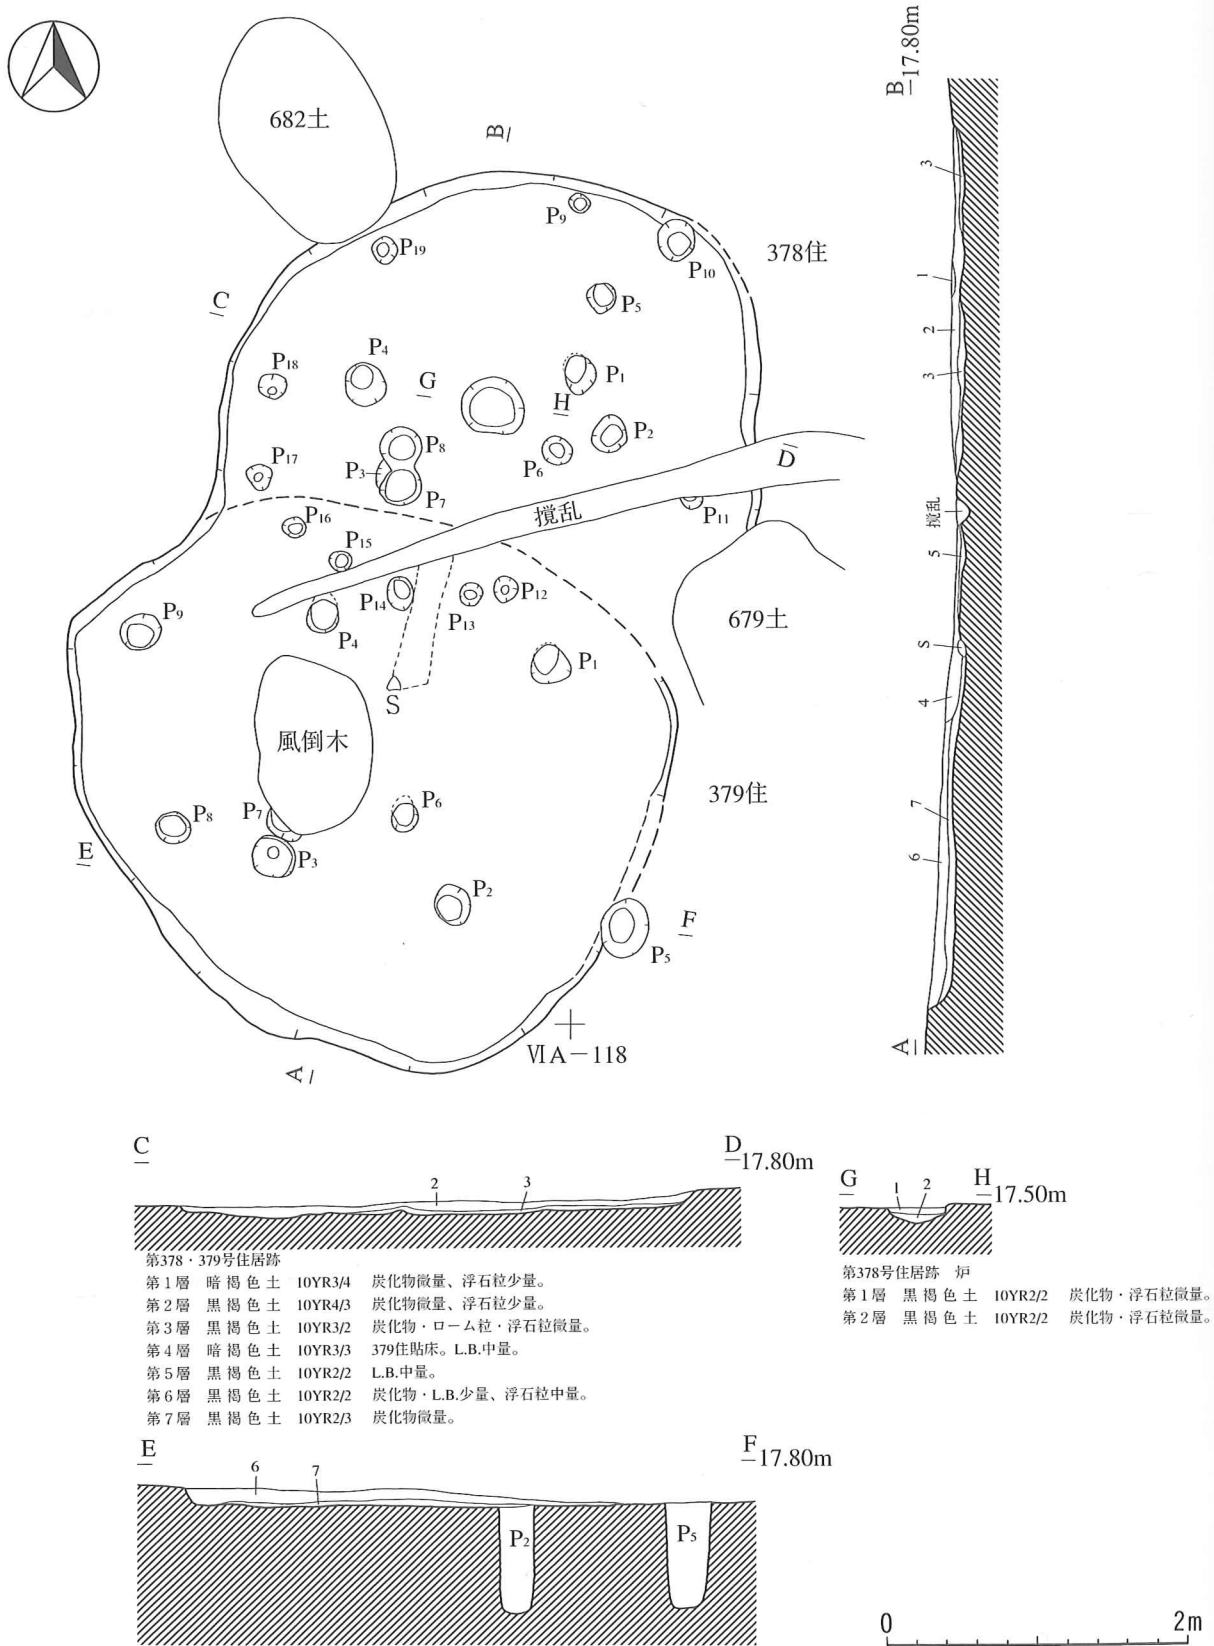 B
17.80m
682土
B
P9
P10
378住
P19
P5
C
P18
P4
G
P1
H
P2
P8
P6
P17
P3
P7
D
P11
P16
撹乱
P15
P14
P13
P12
P9
P4
679土
P1
S
風倒木
379住
P8
P7
P6
P3
E
P2
F
P5
ⅥA−118
A
3
1
2
3
撹乱
5
S
4
7
6
A
C
D
17.80m
2
3
G
H
17.50m
1
2
第378・379号住居跡
第1層 暗褐色土 10YR3/4 炭化物微量、浮石粒少量。
第2層 黒褐色土 10YR4/3 炭化物微量、浮石粒少量。
第3層 黒褐色土 10YR3/2 炭化物・ローム粒・浮石粒微量。
第4層 暗褐色土 10YR3/3 379住貼床。L.B.中量。
第5層 黒褐色土 10YR2/2 L.B.中量。
第6層 黒褐色土 10YR2/2 炭化物・L.B.少量、浮石粒中量。
第7層 黒褐色土 10YR2/3 炭化物微量。
第378号住居跡 炉
第1層 黒褐色土 10YR2/2 炭化物・浮石粒微量。
第2層 黒褐色土 10YR2/2 炭化物・浮石粒微量。
E
F
17.80m
6
7
P2
P5
0 2m